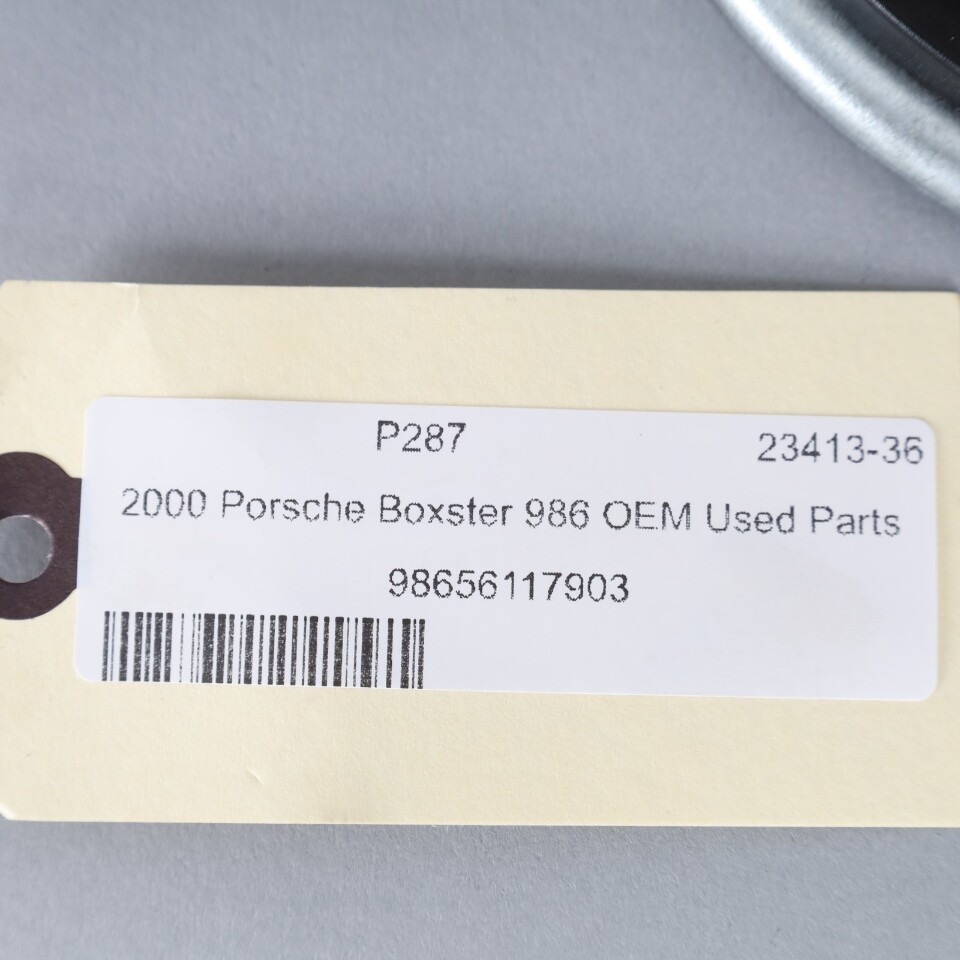 P287 23413-36
2000 Porsche Boxster 986 OEM Used Parts
98656117903